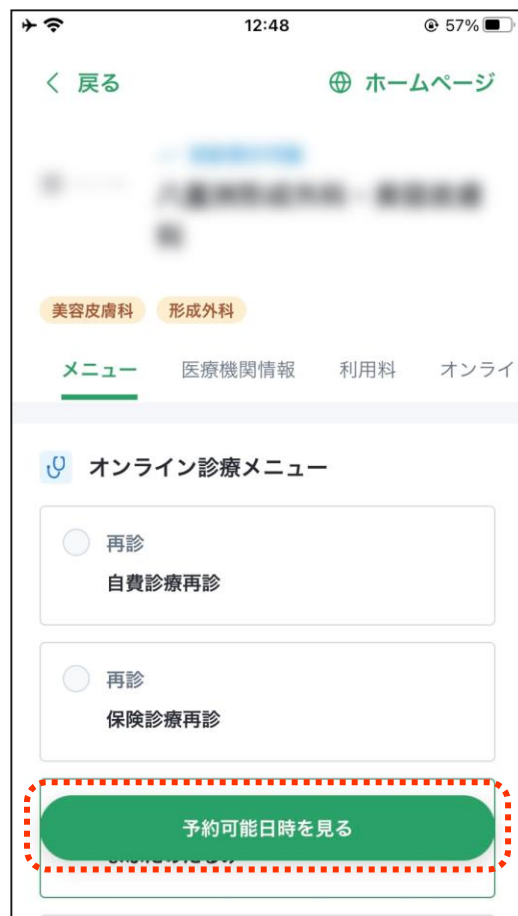 12:48
57%
戻る
ホームページ
美容皮膚科
形成外科
メニュー
医療機関情報
利用料
オンライ
オンライン診療メニュー
再診
自費診療再診
再診
保険診療再診
予約可能日時を見る